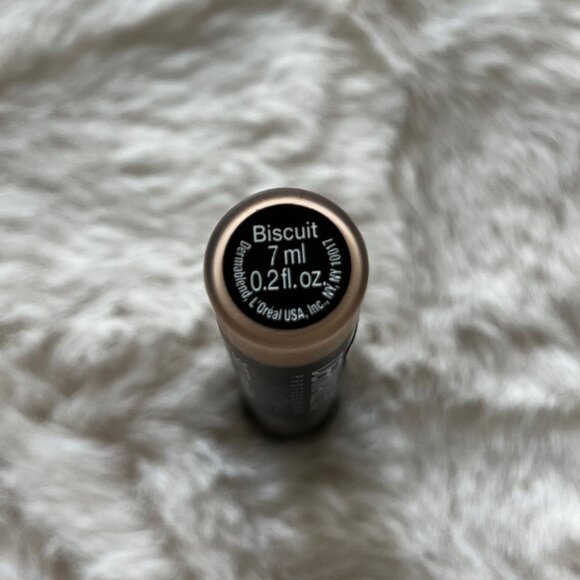 Biscuit
7 ml
0.2fl.oz.
Dermablend, L'Oréal USA, Inc., NY, NY 10017